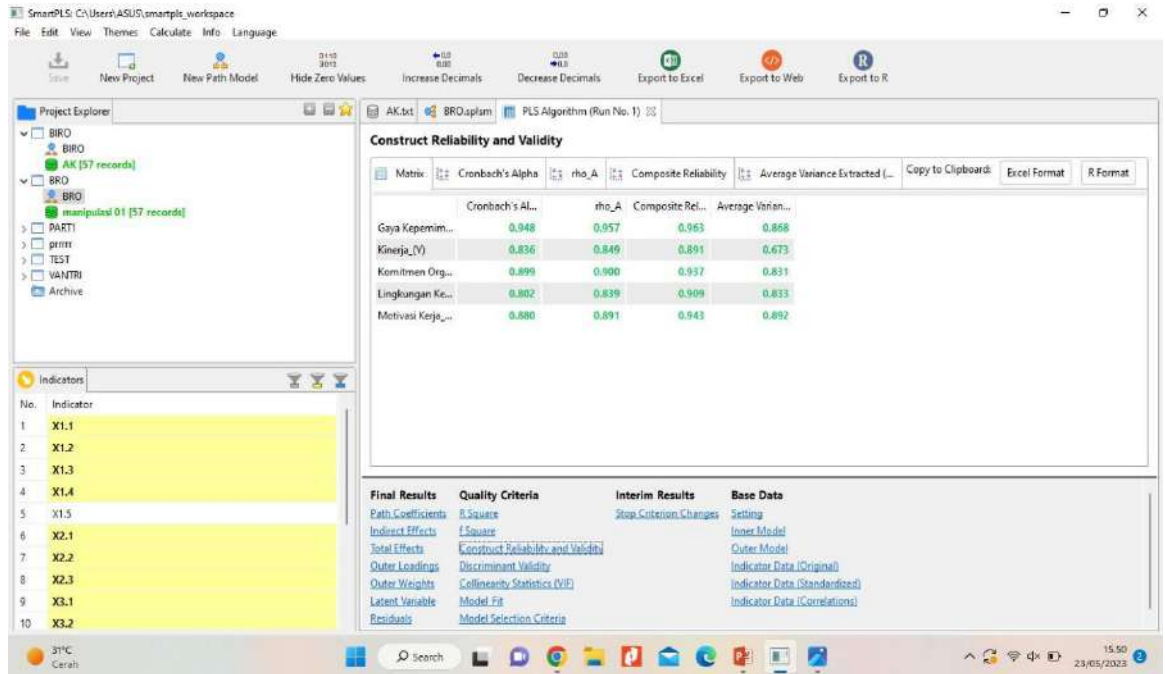 SmartPLS: C:\Users\ASUS\smartpls_workspace
File Edit View Themes Calculate Info Language
Save New Project New Path Model Hide Zero Values Increase Decimals Decrease Decimals Export to Excel Export to Web Export to R
Project Explorer
BIRO
BIRO
AK [57 records]
BRO
BRO
manipulasi 01 [57 records]
PART1
prrrrr
TEST
VANTRI
Archive
Indicators
No. Indicator
1 X1.1
2 X1.2
3 X1.3
4 X1.4
5 X1.5
6 X2.1
7 X2.2
8 X2.3
9 X3.1
10 X3.2
AK.txt BRO.splsm PLS Algorithm (Run No. 1)
Construct Reliability and Validity
Matrix Cronbach's Alpha rho_A Composite Reliability Average Variance Extracted (... Copy to Clipboard: Excel Format R Format
Cronbach's Al... rho_A Composite Rel... Average Varian...
Gaya Kepemim... 0.948 0.957 0.963 0.868
Kinerja_(Y) 0.836 0.849 0.891 0.673
Komitmen Org... 0.899 0.900 0.937 0.831
Lingkungan Ke... 0.802 0.839 0.909 0.833
Motivasi Kerja_... 0.880 0.891 0.943 0.892
Final Results Quality Criteria Interim Results Base Data
Path Coefficients R Square Stop Criterion Changes Setting
Indirect Effects f Square Inner Model
Total Effects Construct Reliability and Validity Outer Model
Outer Loadings Discriminant Validity Indicator Data (Original)
Outer Weights Collinearity Statistics (VIF) Indicator Data (Standardized)
Latent Variable Model Fit Indicator Data (Correlations)
Residuals Model Selection Criteria
31°C
Cerah
Search
15.50
23/05/2023
2